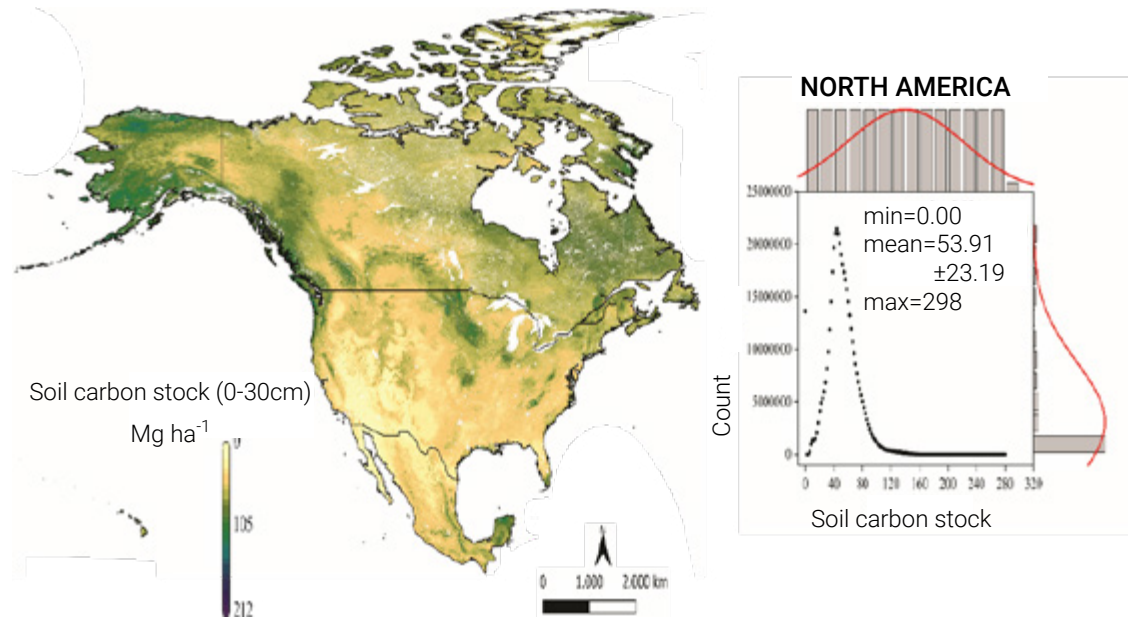 Soil carbon stock (0-30cm)
Mg ha-1
0
105
212
0 1.000 2.000 km
NORTH AMERICA
25000000
20000000
15000000
10000000
5000000
0
Count
min=0.00
mean=53.91
±23.19
max=298
0 40 80 120 160 200 240 280 320
Soil carbon stock